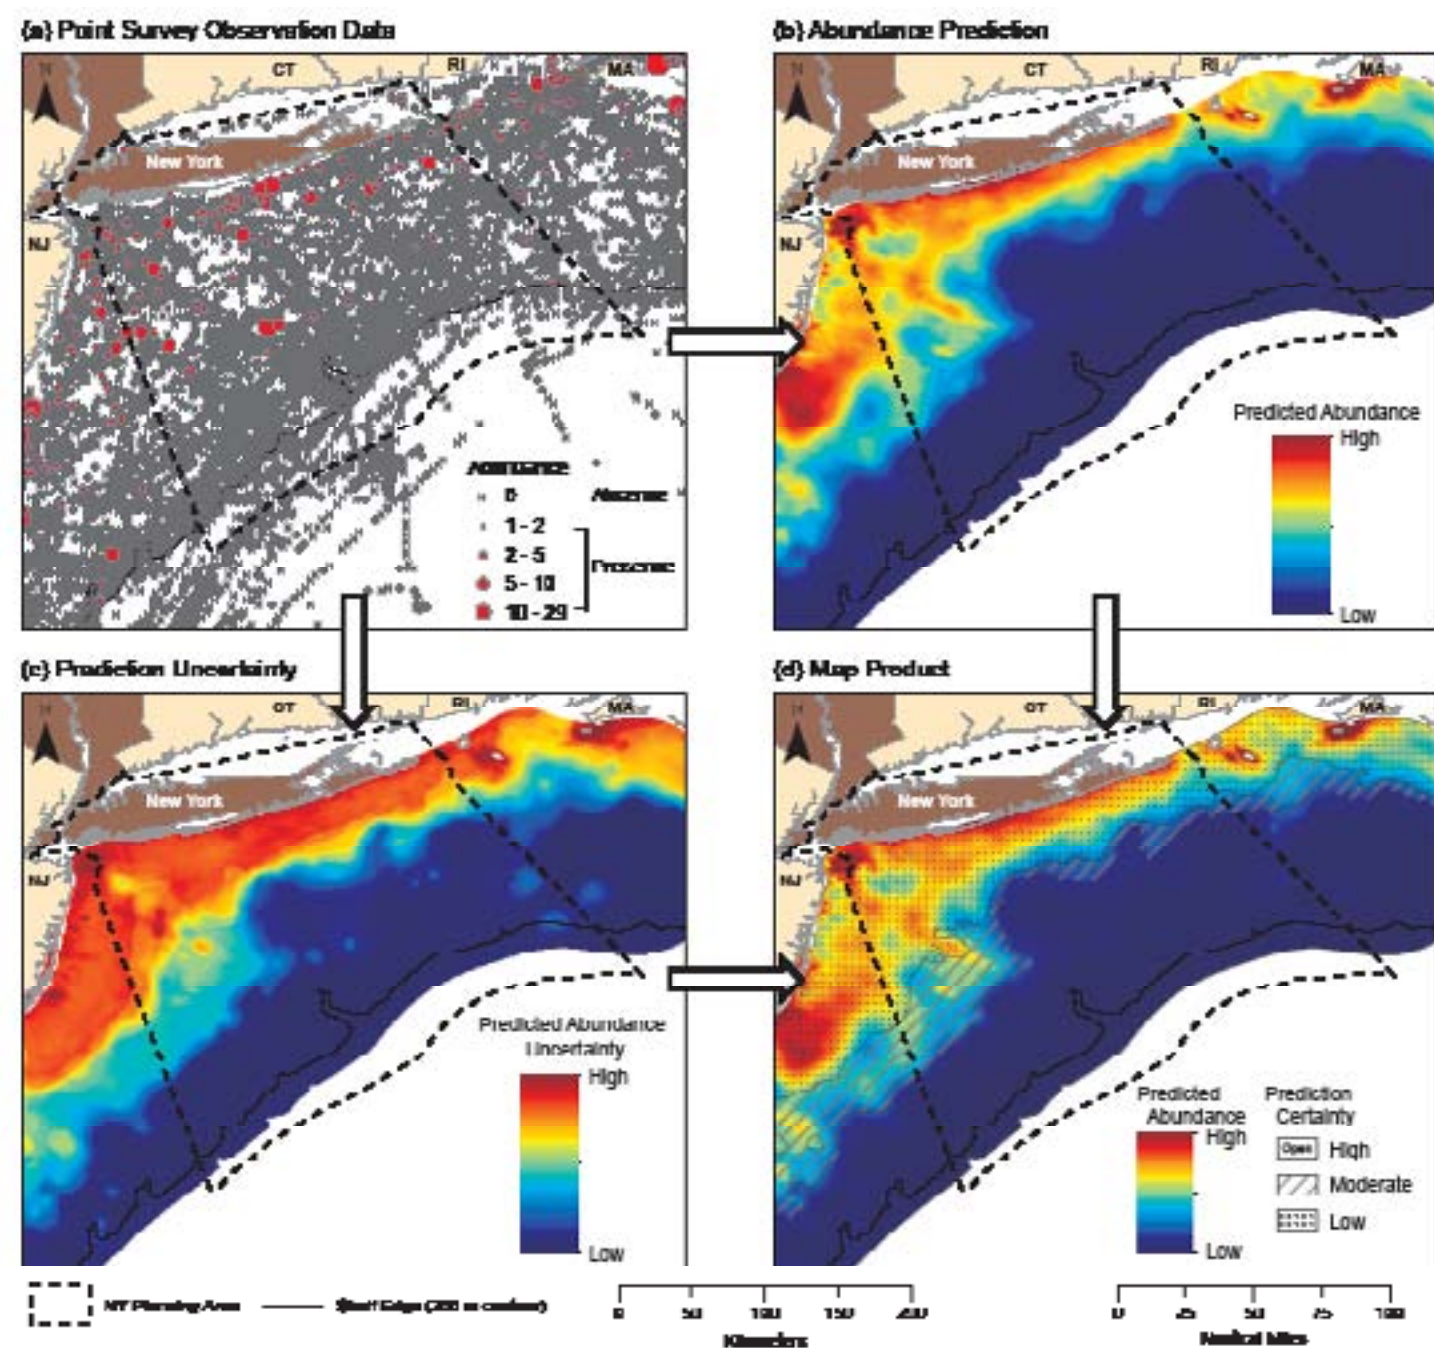 (a) Point Survey Observation Data
N
CT
RI
MA
New York
NJ
Abundance
0
Absence
1 - 2
2 - 5
Presence
5 - 10
10 - 29
(b) Abundance Prediction
N
CT
RI
MA
New York
NJ
Predicted Abundance
High
Low
(c) Prediction Uncertainly
N
CT
RI
MA
New York
NJ
Predicted Abundance
Uncertainty
High
Low
(d) Map Product
N
CT
RI
MA
New York
NJ
Predicted
Abundance
High
Low
Prediction
Certainty
Open High
Moderate
Low
NY Planning Area
Shelf Edge (200 m contour)
0 50 100 150 200
Kilometers
0 25 50 75 100
Nautical Miles